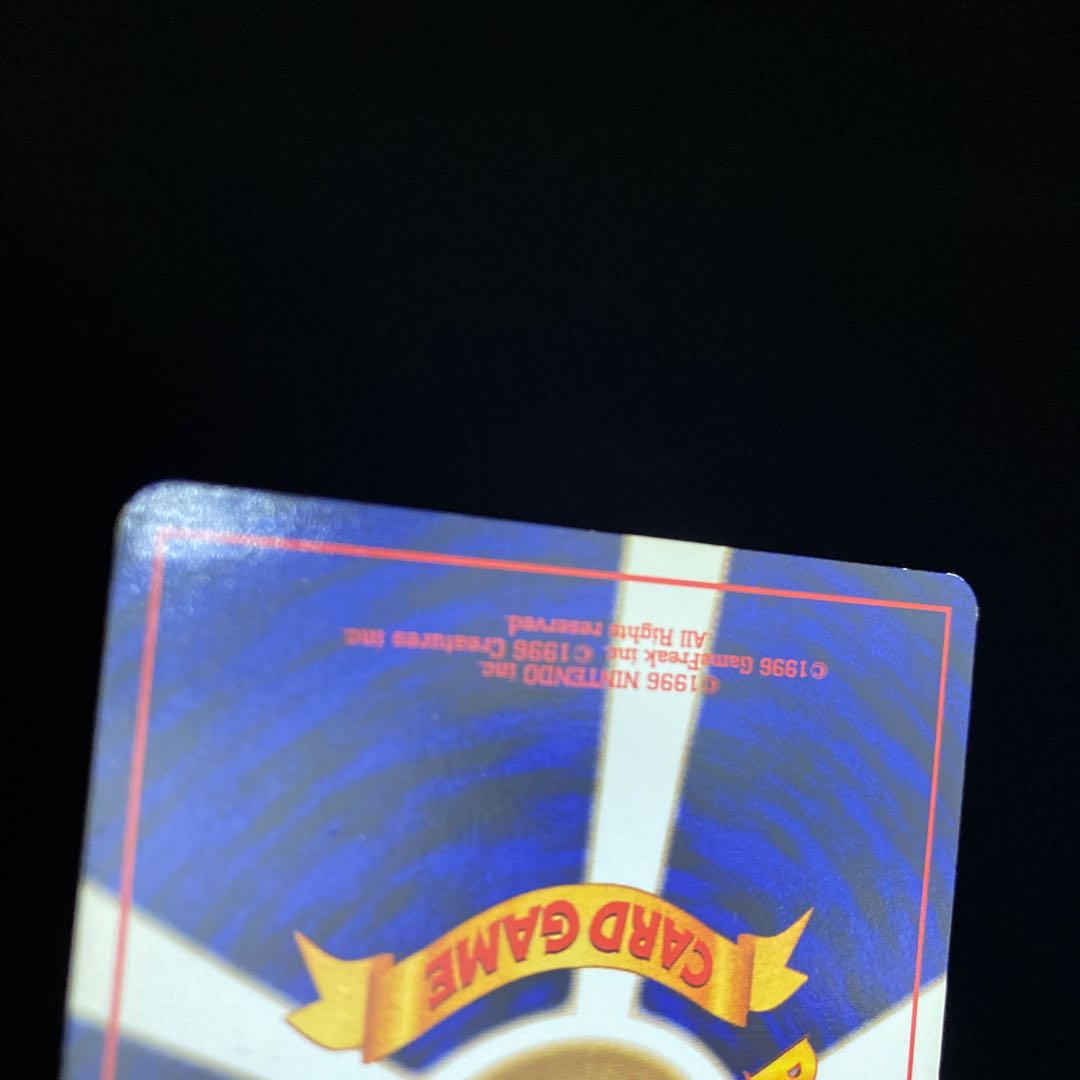 P
CARD GAME
©1996 NINTENDO inc.
©1996 GameFreak inc. ©1996 Creatures inc.
All Rights reserved.